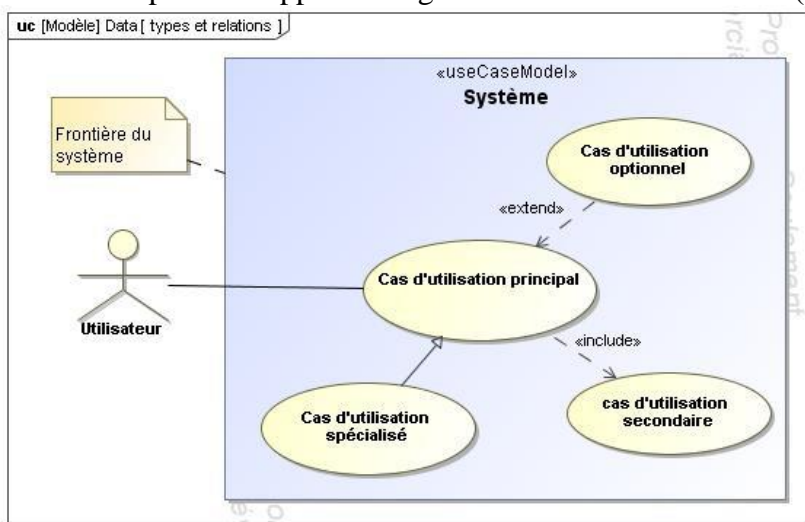 uc [Modèle] Data [ types et relations ]
«useCaseModel»
Système
Frontière du
système
Cas d'utilisation
optionnel
«extend»
Cas d'utilisation principal
Utilisateur
«include»
Cas d'utilisation
spécialisé
cas d'utilisation
secondaire